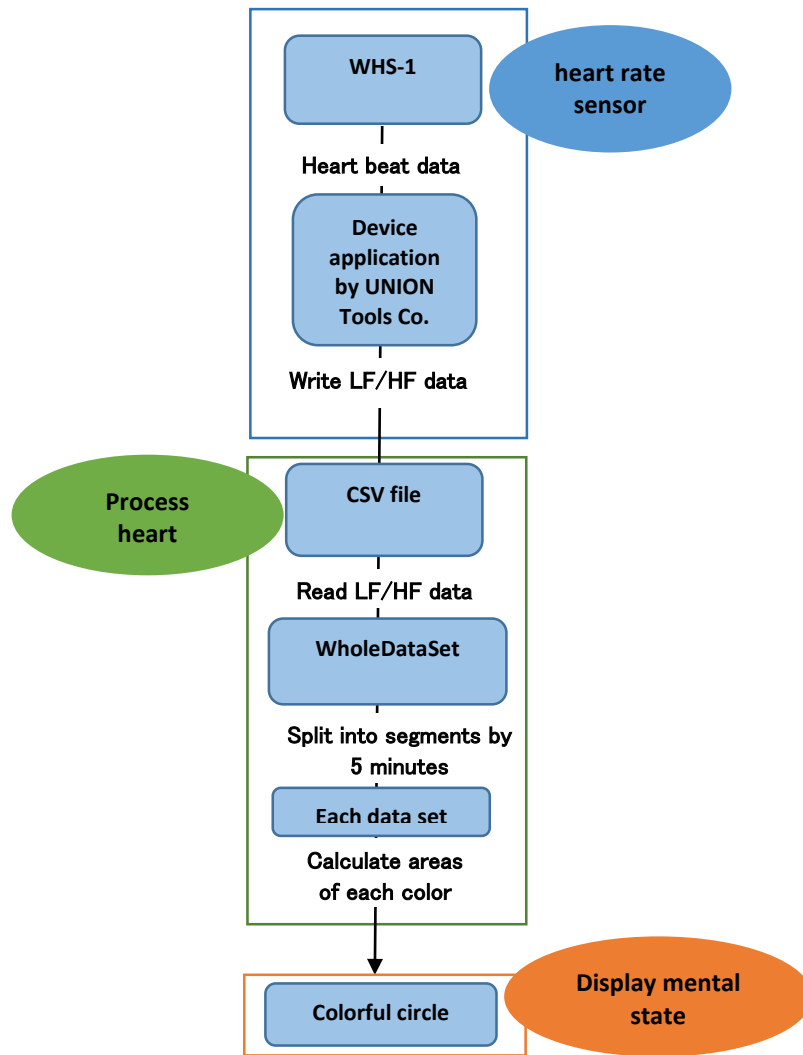 WHS-1
heart rate
sensor
Heart beat data
Device
application
by UNION
Tools Co.
Write LF/HF data
Process
heart
CSV file
Read LF/HF data
WholeDataSet
Split into segments by
5 minutes
Each data set
Calculate areas
of each color
Display mental
state
Colorful circle